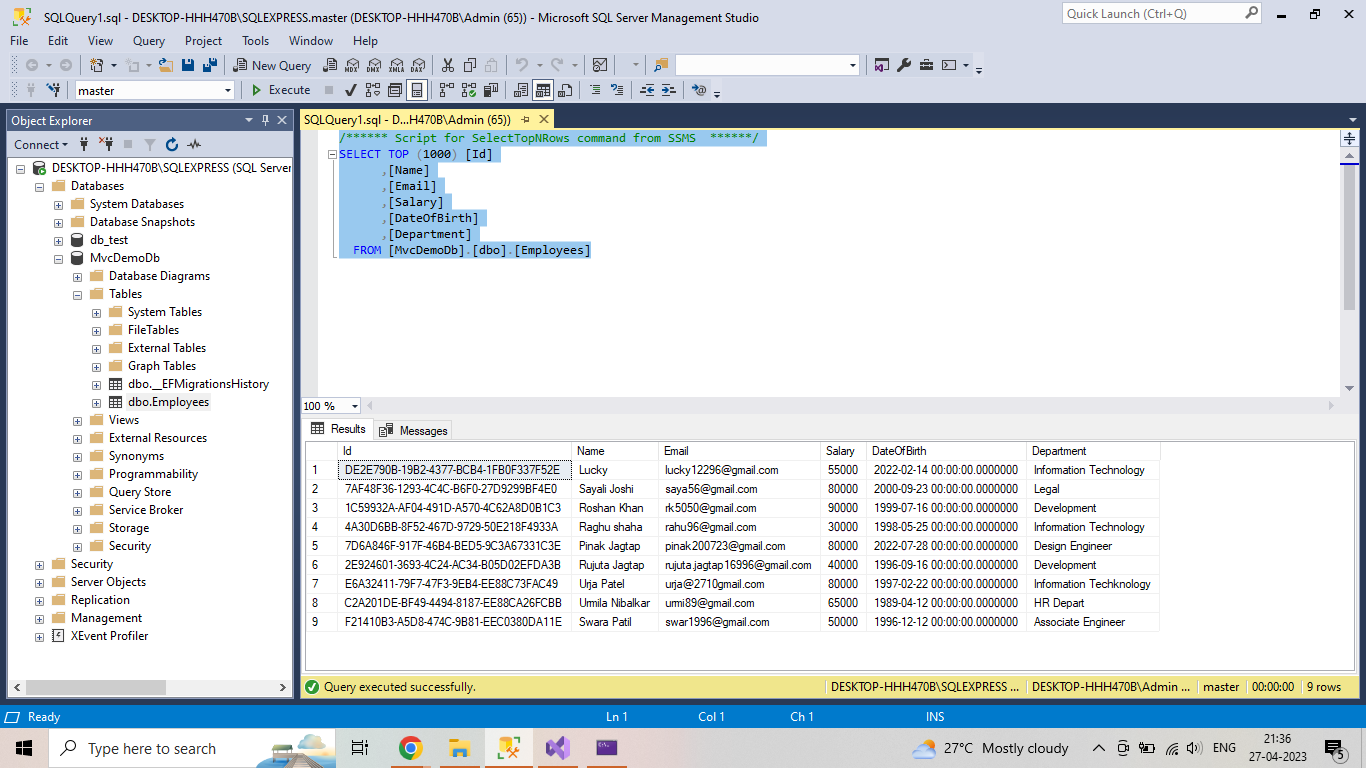 SQLQuery1.sql - DESKTOP-HHH470B\SQLEXPRESS.master (DESKTOP-HHH470B\Admin (65)) - Microsoft SQL Server Management Studio
Quick Launch (Ctrl+Q)
File Edit View Query Project Tools Window Help
New Query MDX DMX XMLA DAX
master Execute
Object Explorer
Connect
DESKTOP-HHH470B\SQLEXPRESS (SQL Server
Databases
System Databases
Database Snapshots
db_test
MvcDemoDb
Database Diagrams
Tables
System Tables
FileTables
External Tables
Graph Tables
dbo.__EFMigrationsHistory
dbo.Employees
Views
External Resources
Synonyms
Programmability
Query Store
Service Broker
Storage
Security
Security
Server Objects
Replication
Management
XEvent Profiler
SQLQuery1.sql - D...H470B\Admin (65))
/****** Script for SelectTopNRows command from SSMS ******/
SELECT TOP (1000) [Id]
,[Name]
,[Email]
,[Salary]
,[DateOfBirth]
,[Department]
FROM [MvcDemoDb].[dbo].[Employees]
100 %
Results Messages
Id Name Email Salary DateOfBirth Department
1 DE2E790B-19B2-4377-BCB4-1FB0F337F52E Lucky lucky12296@gmail.com 55000 2022-02-14 00:00:00.0000000 Information Technology
2 7AF48F36-1293-4C4C-B6F0-27D9299BF4E0 Sayali Joshi saya56@gmail.com 80000 2000-09-23 00:00:00.0000000 Legal
3 1C59932A-AF04-491D-A570-4C62A8D0B1C3 Roshan Khan rk5050@gmail.com 90000 1999-07-16 00:00:00.0000000 Development
4 4A30D6BB-8F52-467D-9729-50E218F4933A Raghu shaha rahu96@gmail.com 30000 1998-05-25 00:00:00.0000000 Information Technology
5 7D6A846F-917F-46B4-BED5-9C3A67331C3E Pinak Jagtap pinak200723@gmail.com 80000 2022-07-28 00:00:00.0000000 Design Engineer
6 2E924601-3693-4C24-AC34-B05D02EFDA3B Rujuta Jagtap rujuta.jagtap16996@gmail.com 40000 1996-09-16 00:00:00.0000000 Development
7 E6A32411-79F7-47F3-9EB4-EE88C73FAC49 Urja Patel urja@2710gmail.com 80000 1997-02-22 00:00:00.0000000 Information Techknology
8 C2A201DE-BF49-4494-8187-EE88CA26FCBB Urmila Nibalkar urmi89@gmail.com 65000 1989-04-12 00:00:00.0000000 HR Depart
9 F21410B3-A5D8-474C-9B81-EEC0380DA11E Swara Patil swar1996@gmail.com 50000 1996-12-12 00:00:00.0000000 Associate Engineer
Query executed successfully. DESKTOP-HHH470B\SQLEXPRESS ... DESKTOP-HHH470B\Admin ... master 00:00:00 9 rows
Ready Ln 1 Col 1 Ch 1 INS
Type here to search 27°C Mostly cloudy ENG 21:36
27-04-2023 5